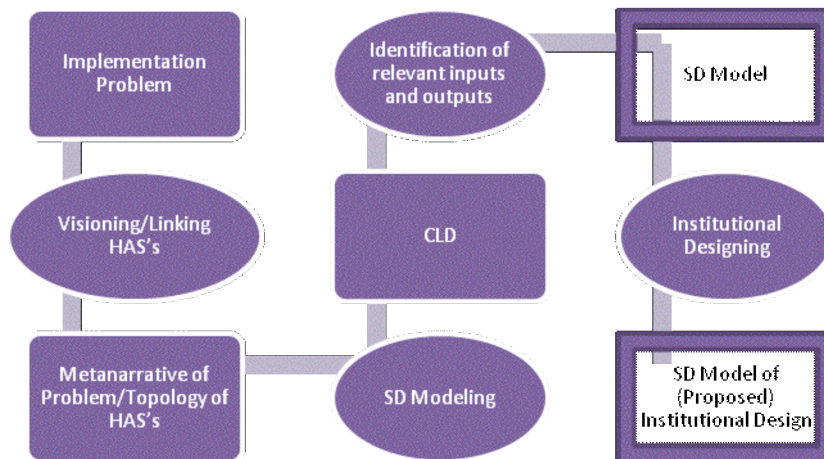 Implementation
Problem
Visioning/Linking
HAS's
Metanarrative of
Problem/Topology of
HAS's
SD Modeling
CLD
Identification of
relevant inputs
and outputs
SD Model
Institutional
Designing
SD Model of
(Proposed)
Institutional Design